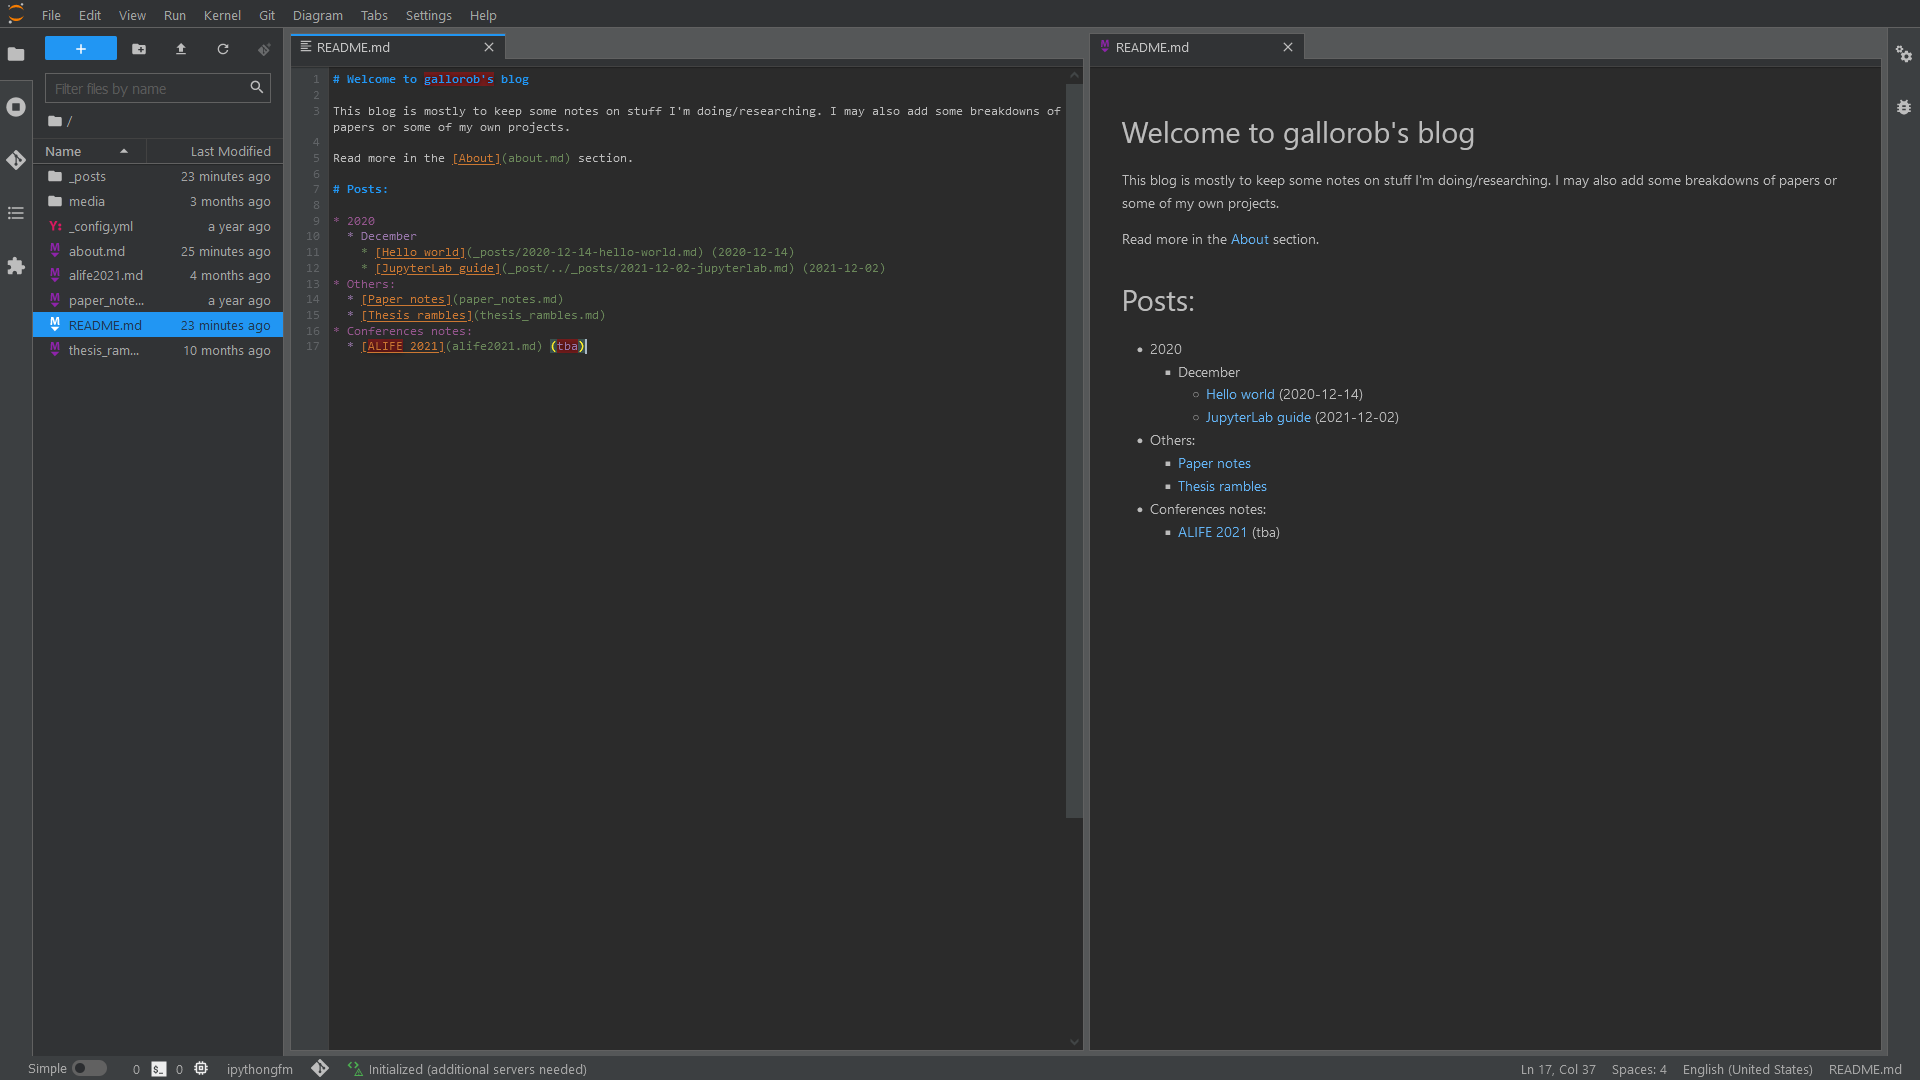 File Edit View Run Kernel Git Diagram Tabs Settings Help
+
Filter files by name
/
Name Last Modified
_posts 23 minutes ago
media 3 months ago
Y: _config.yml a year ago
M about.md 25 minutes ago
M alife2021.md 4 months ago
M paper_note... a year ago
M README.md 23 minutes ago
M thesis_ram... 10 months ago
README.md
1 # Welcome to gallorob's blog
2
3 This blog is mostly to keep some notes on stuff I'm doing/researching. I may also add some breakdowns of
papers or some of my own projects.
4
5 Read more in the [About](about.md) section.
6
7 # Posts:
8
9 * 2020
10 * December
11 * [Hello world](_posts/2020-12-14-hello-world.md) (2020-12-14)
12 * [JupyterLab guide](_post/../_posts/2021-12-02-jupyterlab.md) (2021-12-02)
13 * Others:
14 * [Paper notes](paper_notes.md)
15 * [Thesis rambles](thesis_rambles.md)
16 * Conferences notes:
17 * [ALIFE 2021](alife2021.md) (tba)
M README.md
Welcome to gallorob's blog
This blog is mostly to keep some notes on stuff I'm doing/researching. I may also add some breakdowns of papers or
some of my own projects.
Read more in the About section.
Posts:
2020
December
Hello world (2020-12-14)
JupyterLab guide (2021-12-02)
Others:
Paper notes
Thesis rambles
Conferences notes:
ALIFE 2021 (tba)
Simple 0 $_ 0 ipythongfm Initialized (additional servers needed) Ln 17, Col 37 Spaces: 4 English (United States) README.md